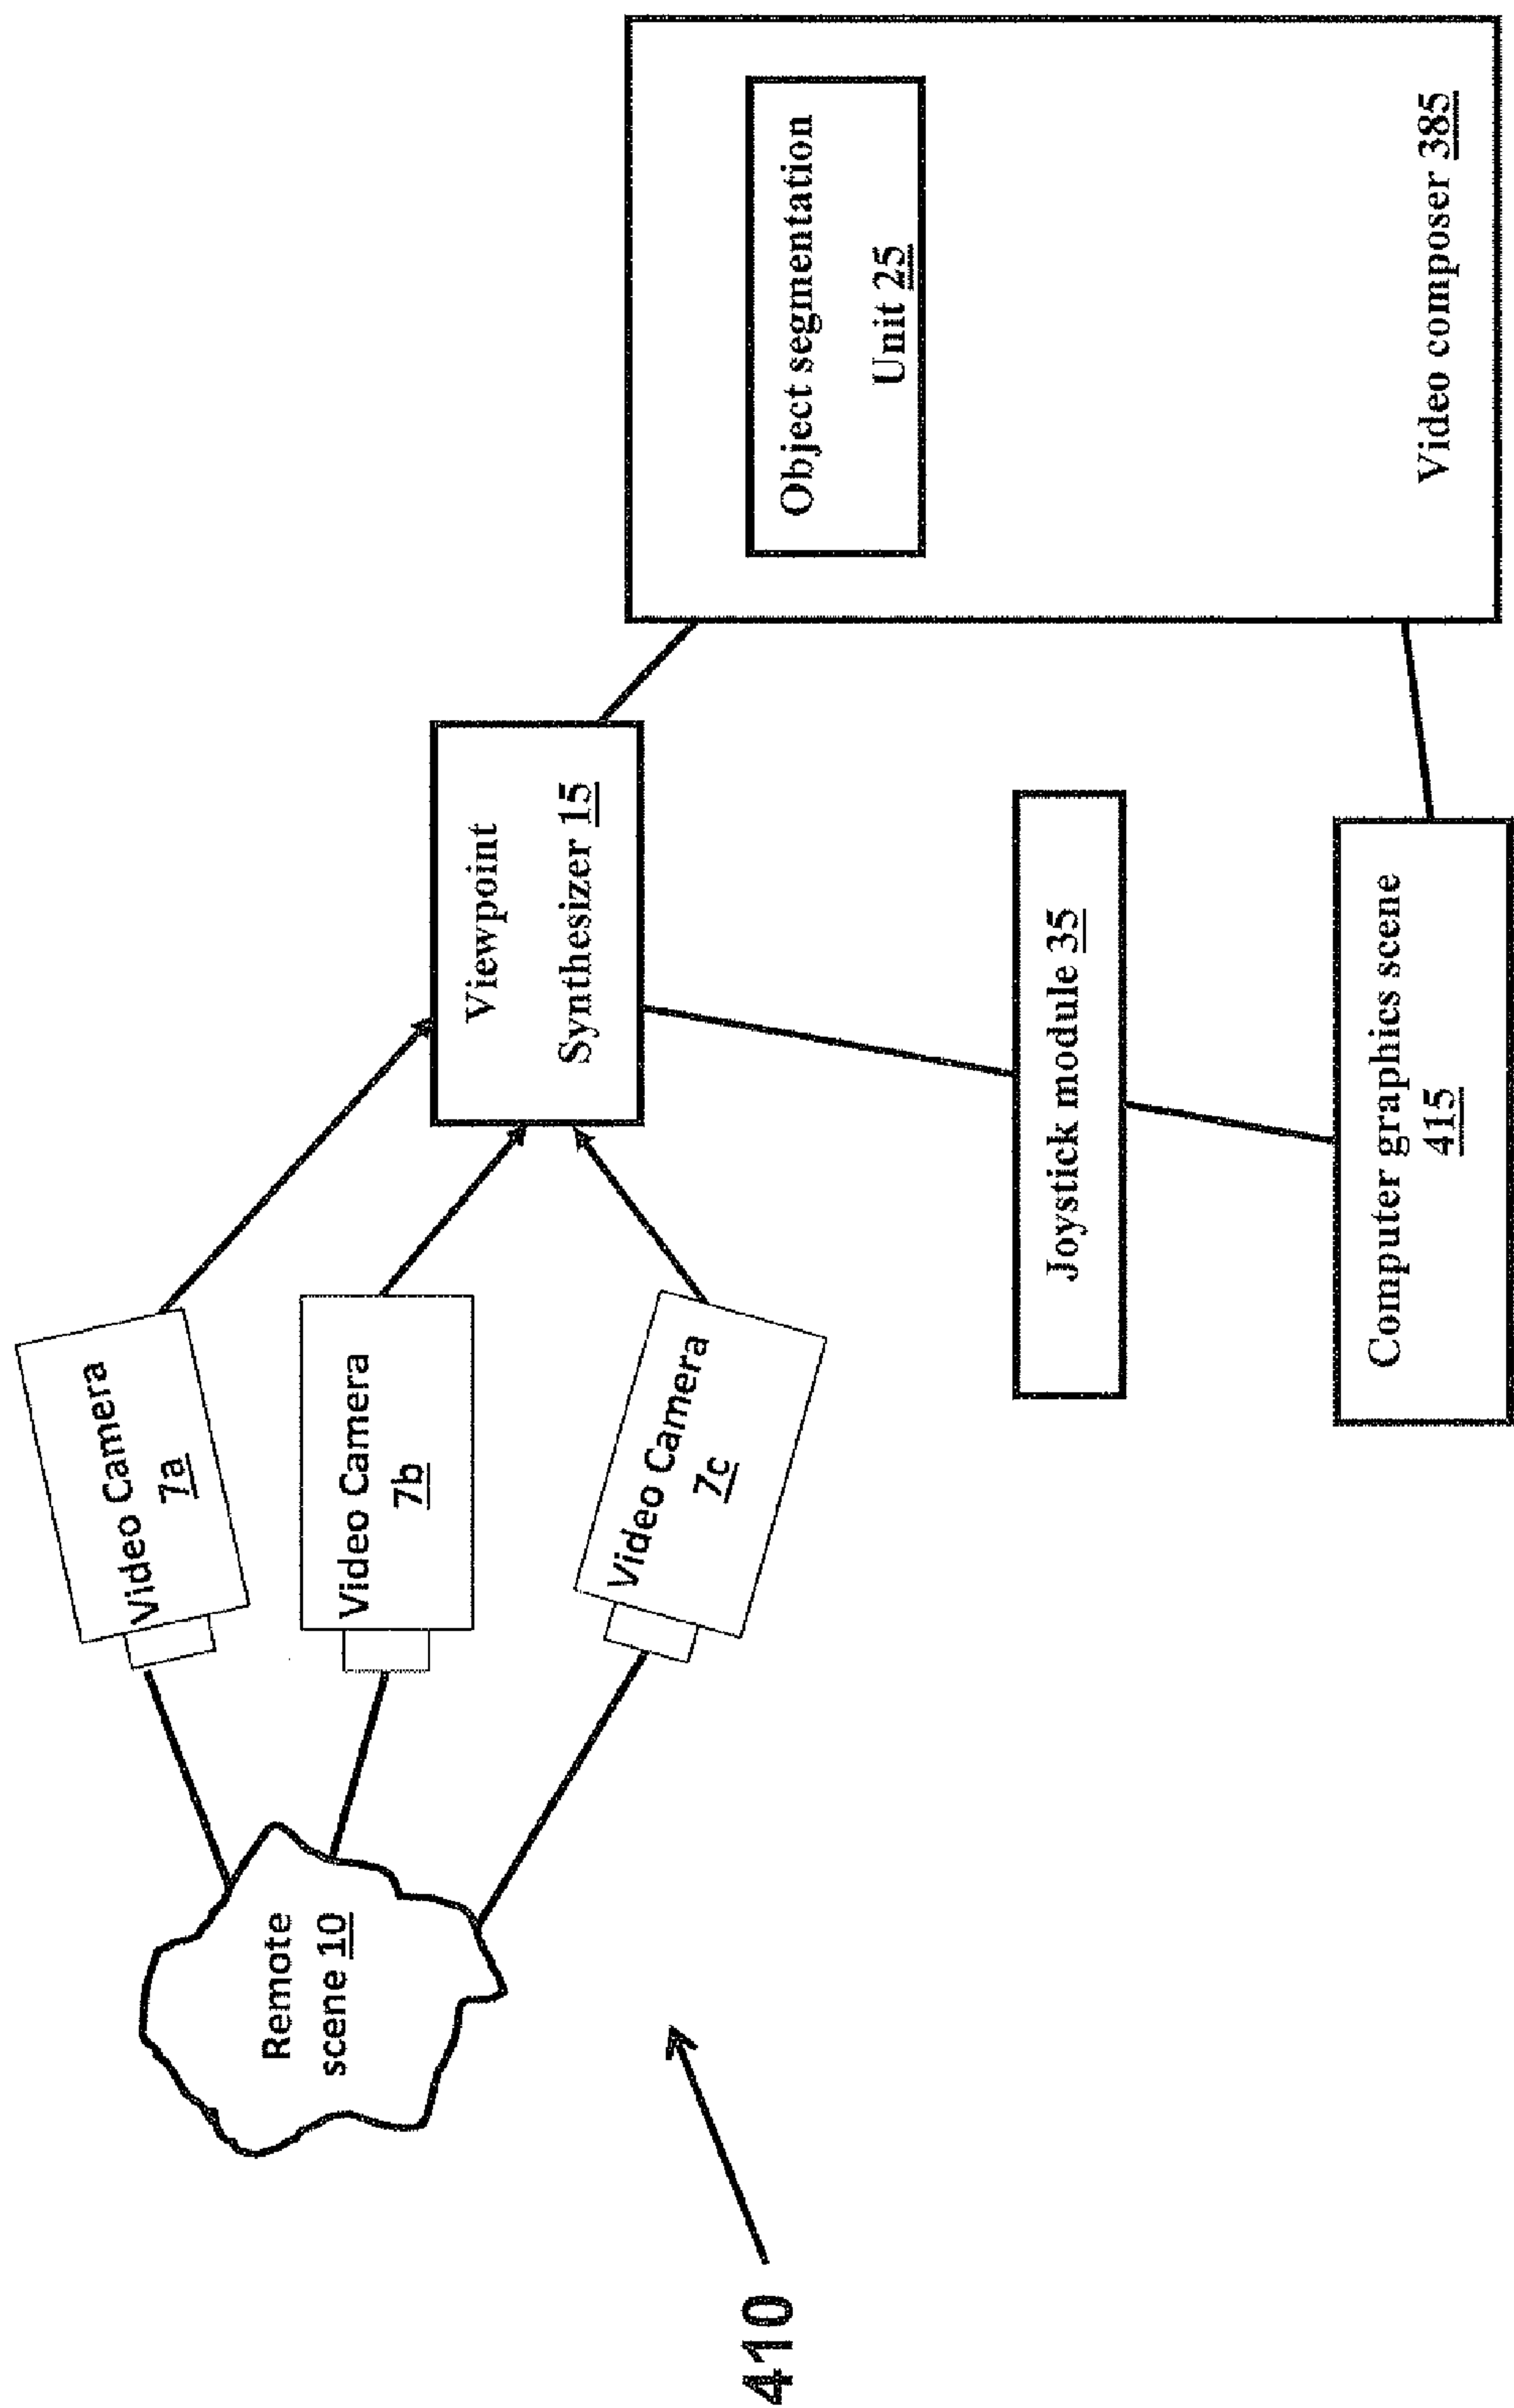 410
Remote
scene 10
Video Camera
7a
Video Camera
7b
Video Camera
7c
Viewpoint
Synthesizer 15
Joystick module 35
Computer graphics scene
415
Object segmentation
Unit 25
Video composer 385